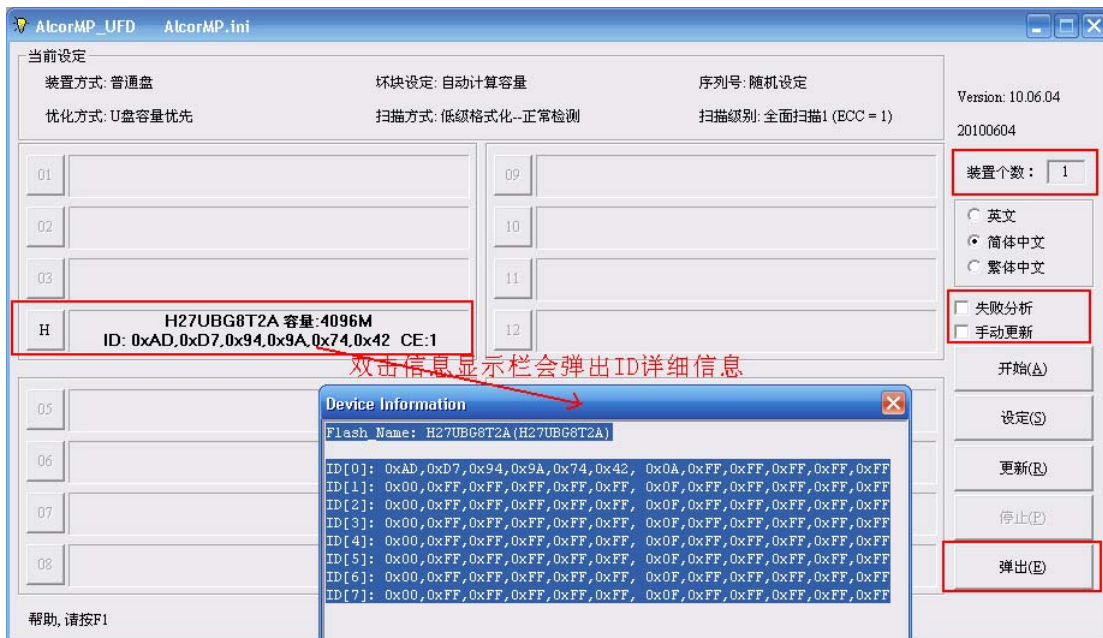 AlcorMP_UFD AlcorMP.ini
当前设定
装置方式: 普通盘 坏块设定: 自动计算容量 序列号: 随机设定
优化方式: U盘容量优先 扫描方式: 低级格式化--正常检测 扫描级别: 全面扫描1 (ECC = 1)
Version: 10.06.04
20100604
装置个数: 1
英文
简体中文
繁体中文
失败分析
手动更新
开始(A)
设定(S)
更新(R)
停止(P)
弹出(E)
01
02
03
H
H27UBG8T2A 容量:4096M
ID: 0xAD,0xD7,0x94,0x9A,0x74,0x42 CE:1
09
10
11
12
双击信息显示栏会弹出ID详细信息
05
06
07
08
Device Information
Flash_Name: H27UBG8T2A(H27UBG8T2A)
ID[0]: 0xAD,0xD7,0x94,0x9A,0x74,0x42, 0x0A,0xFF,0xFF,0xFF,0xFF,0xFF
ID[1]: 0x00,0xFF,0xFF,0xFF,0xFF,0xFF, 0x0F,0xFF,0xFF,0xFF,0xFF,0xFF
ID[2]: 0x00,0xFF,0xFF,0xFF,0xFF,0xFF, 0x0F,0xFF,0xFF,0xFF,0xFF,0xFF
ID[3]: 0x00,0xFF,0xFF,0xFF,0xFF,0xFF, 0x0F,0xFF,0xFF,0xFF,0xFF,0xFF
ID[4]: 0x00,0xFF,0xFF,0xFF,0xFF,0xFF, 0x0F,0xFF,0xFF,0xFF,0xFF,0xFF
ID[5]: 0x00,0xFF,0xFF,0xFF,0xFF,0xFF, 0x0F,0xFF,0xFF,0xFF,0xFF,0xFF
ID[6]: 0x00,0xFF,0xFF,0xFF,0xFF,0xFF, 0x0F,0xFF,0xFF,0xFF,0xFF,0xFF
ID[7]: 0x00,0xFF,0xFF,0xFF,0xFF,0xFF, 0x0F,0xFF,0xFF,0xFF,0xFF,0xFF
帮助, 请按F1